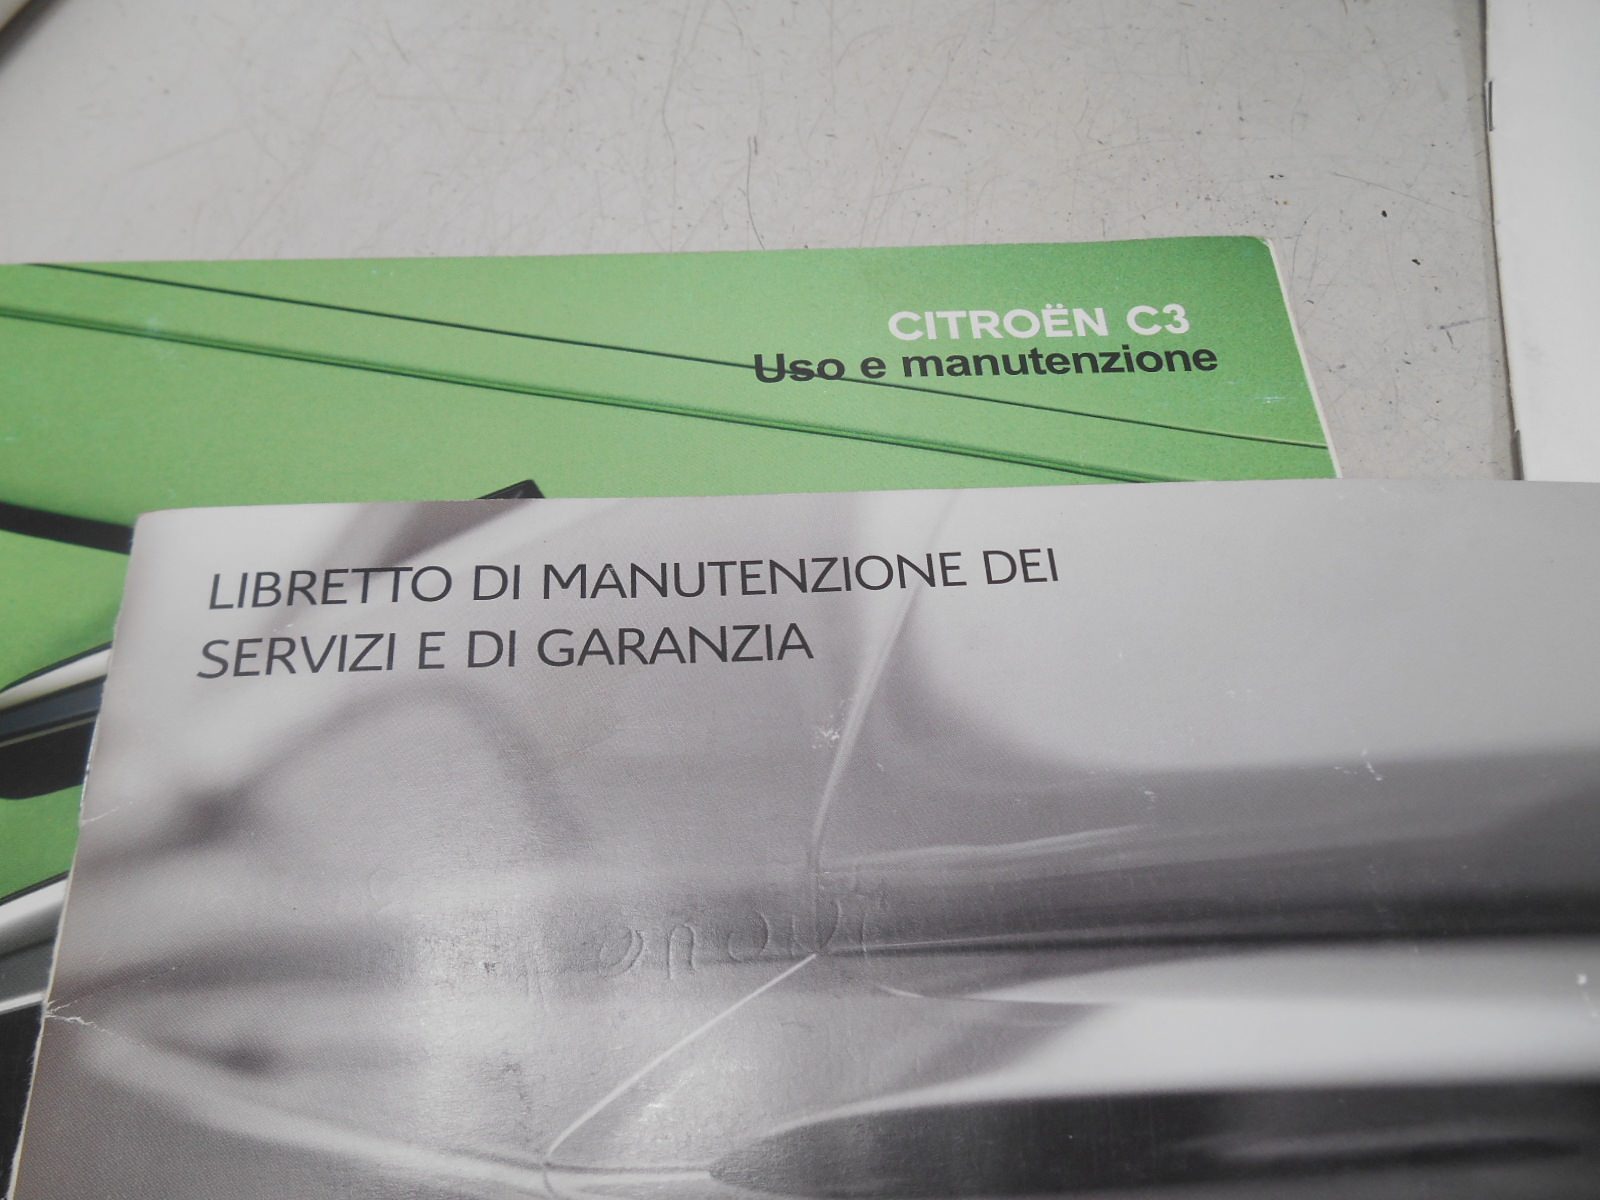 CITROËN C3
Uso e manutenzione
LIBRETTO DI MANUTENZIONE DEI
SERVIZI E DI GARANZIA